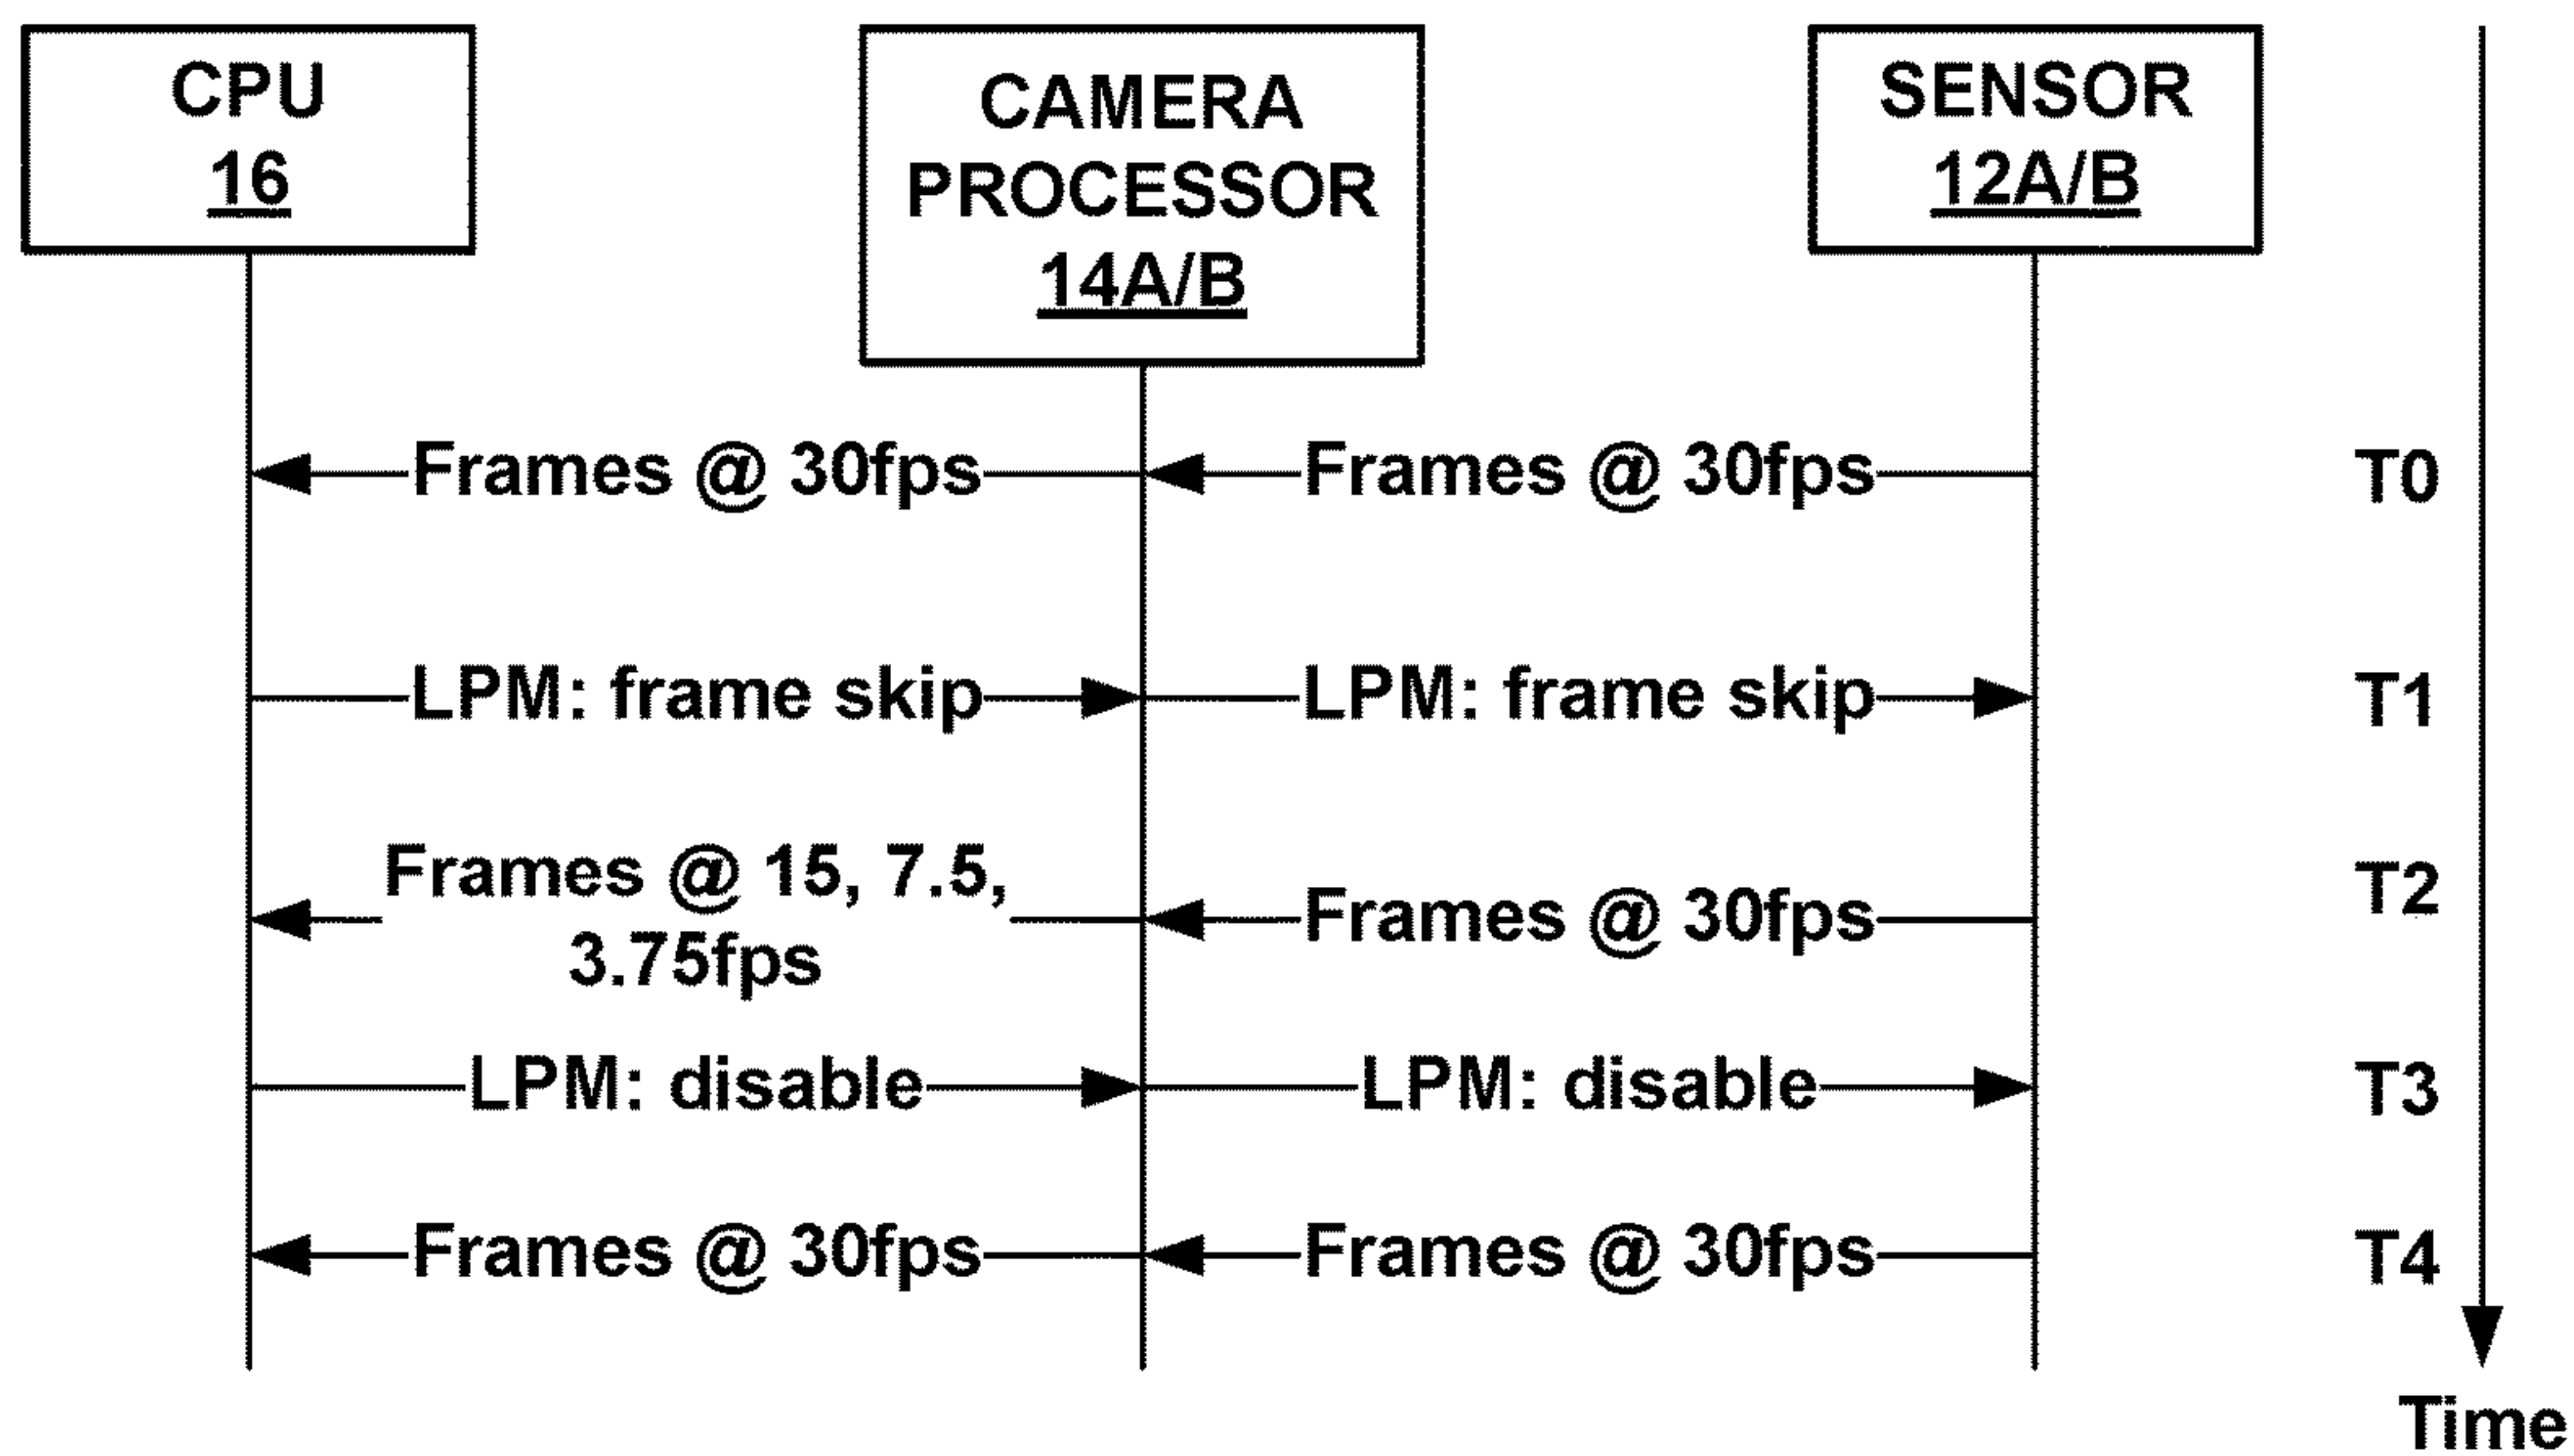 CPU
16
CAMERA
PROCESSOR
14A/B
SENSOR
12A/B
Frames @ 30fps
Frames @ 30fps
T0
LPM: frame skip
LPM: frame skip
T1
Frames @ 15, 7.5,
3.75fps
Frames @ 30fps
T2
LPM: disable
LPM: disable
T3
Frames @ 30fps
Frames @ 30fps
T4
Time